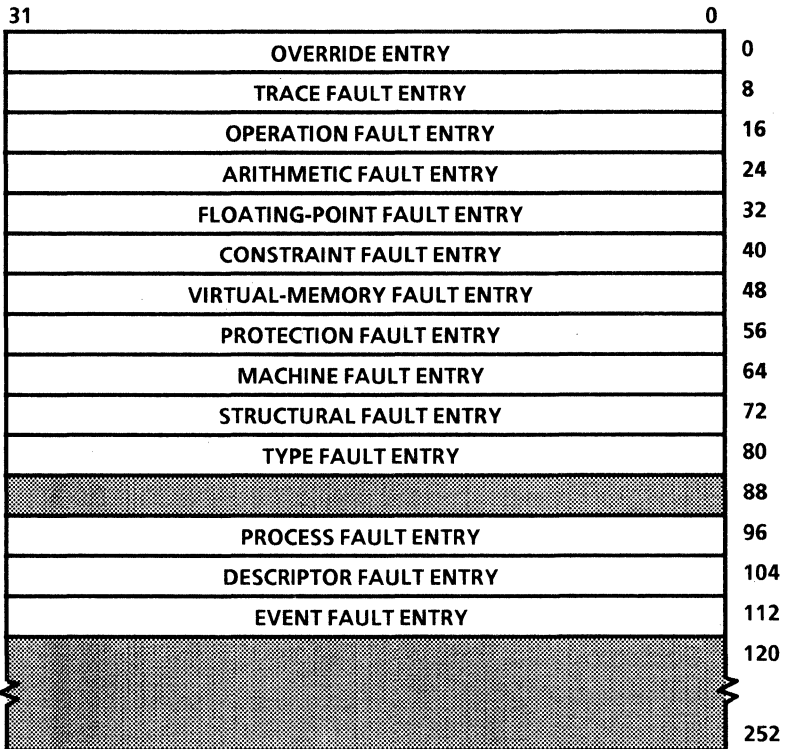 31 0
OVERRIDE ENTRY 0
TRACE FAULT ENTRY 8
OPERATION FAULT ENTRY 16
ARITHMETIC FAULT ENTRY 24
FLOATING-POINT FAULT ENTRY 32
CONSTRAINT FAULT ENTRY 40
VIRTUAL-MEMORY FAULT ENTRY 48
PROTECTION FAULT ENTRY 56
MACHINE FAULT ENTRY 64
STRUCTURAL FAULT ENTRY 72
TYPE FAULT ENTRY 80
88
PROCESS FAULT ENTRY 96
DESCRIPTOR FAULT ENTRY 104
EVENT FAULT ENTRY 112
120
252